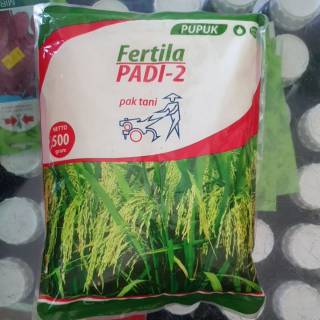 PUPUK
Fertila
PADI-2
pak tani
NETTO
500
gram